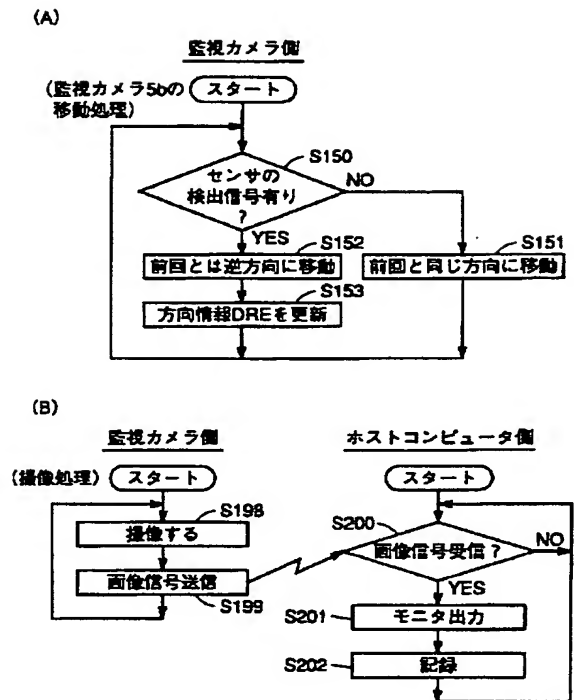 (A)
監視カメラ側
(監視カメラ5bの
移動処理)
スタート
S150
センサの
検出信号有り
?
NO
YES
S152
前回とは逆方向に移動
S151
前回と同じ方向に移動
S153
方向情報DREを更新
(B)
監視カメラ側
ホストコンピュータ側
(撮像処理)
スタート
スタート
S198
撮像する
S200
画像信号受信?
NO
画像信号送信
S199
YES
S201
モニタ出力
S202
記録